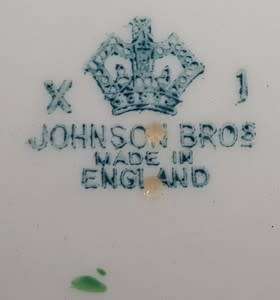 X 1
JOHNSON BROS
MADE IN
ENGLAND